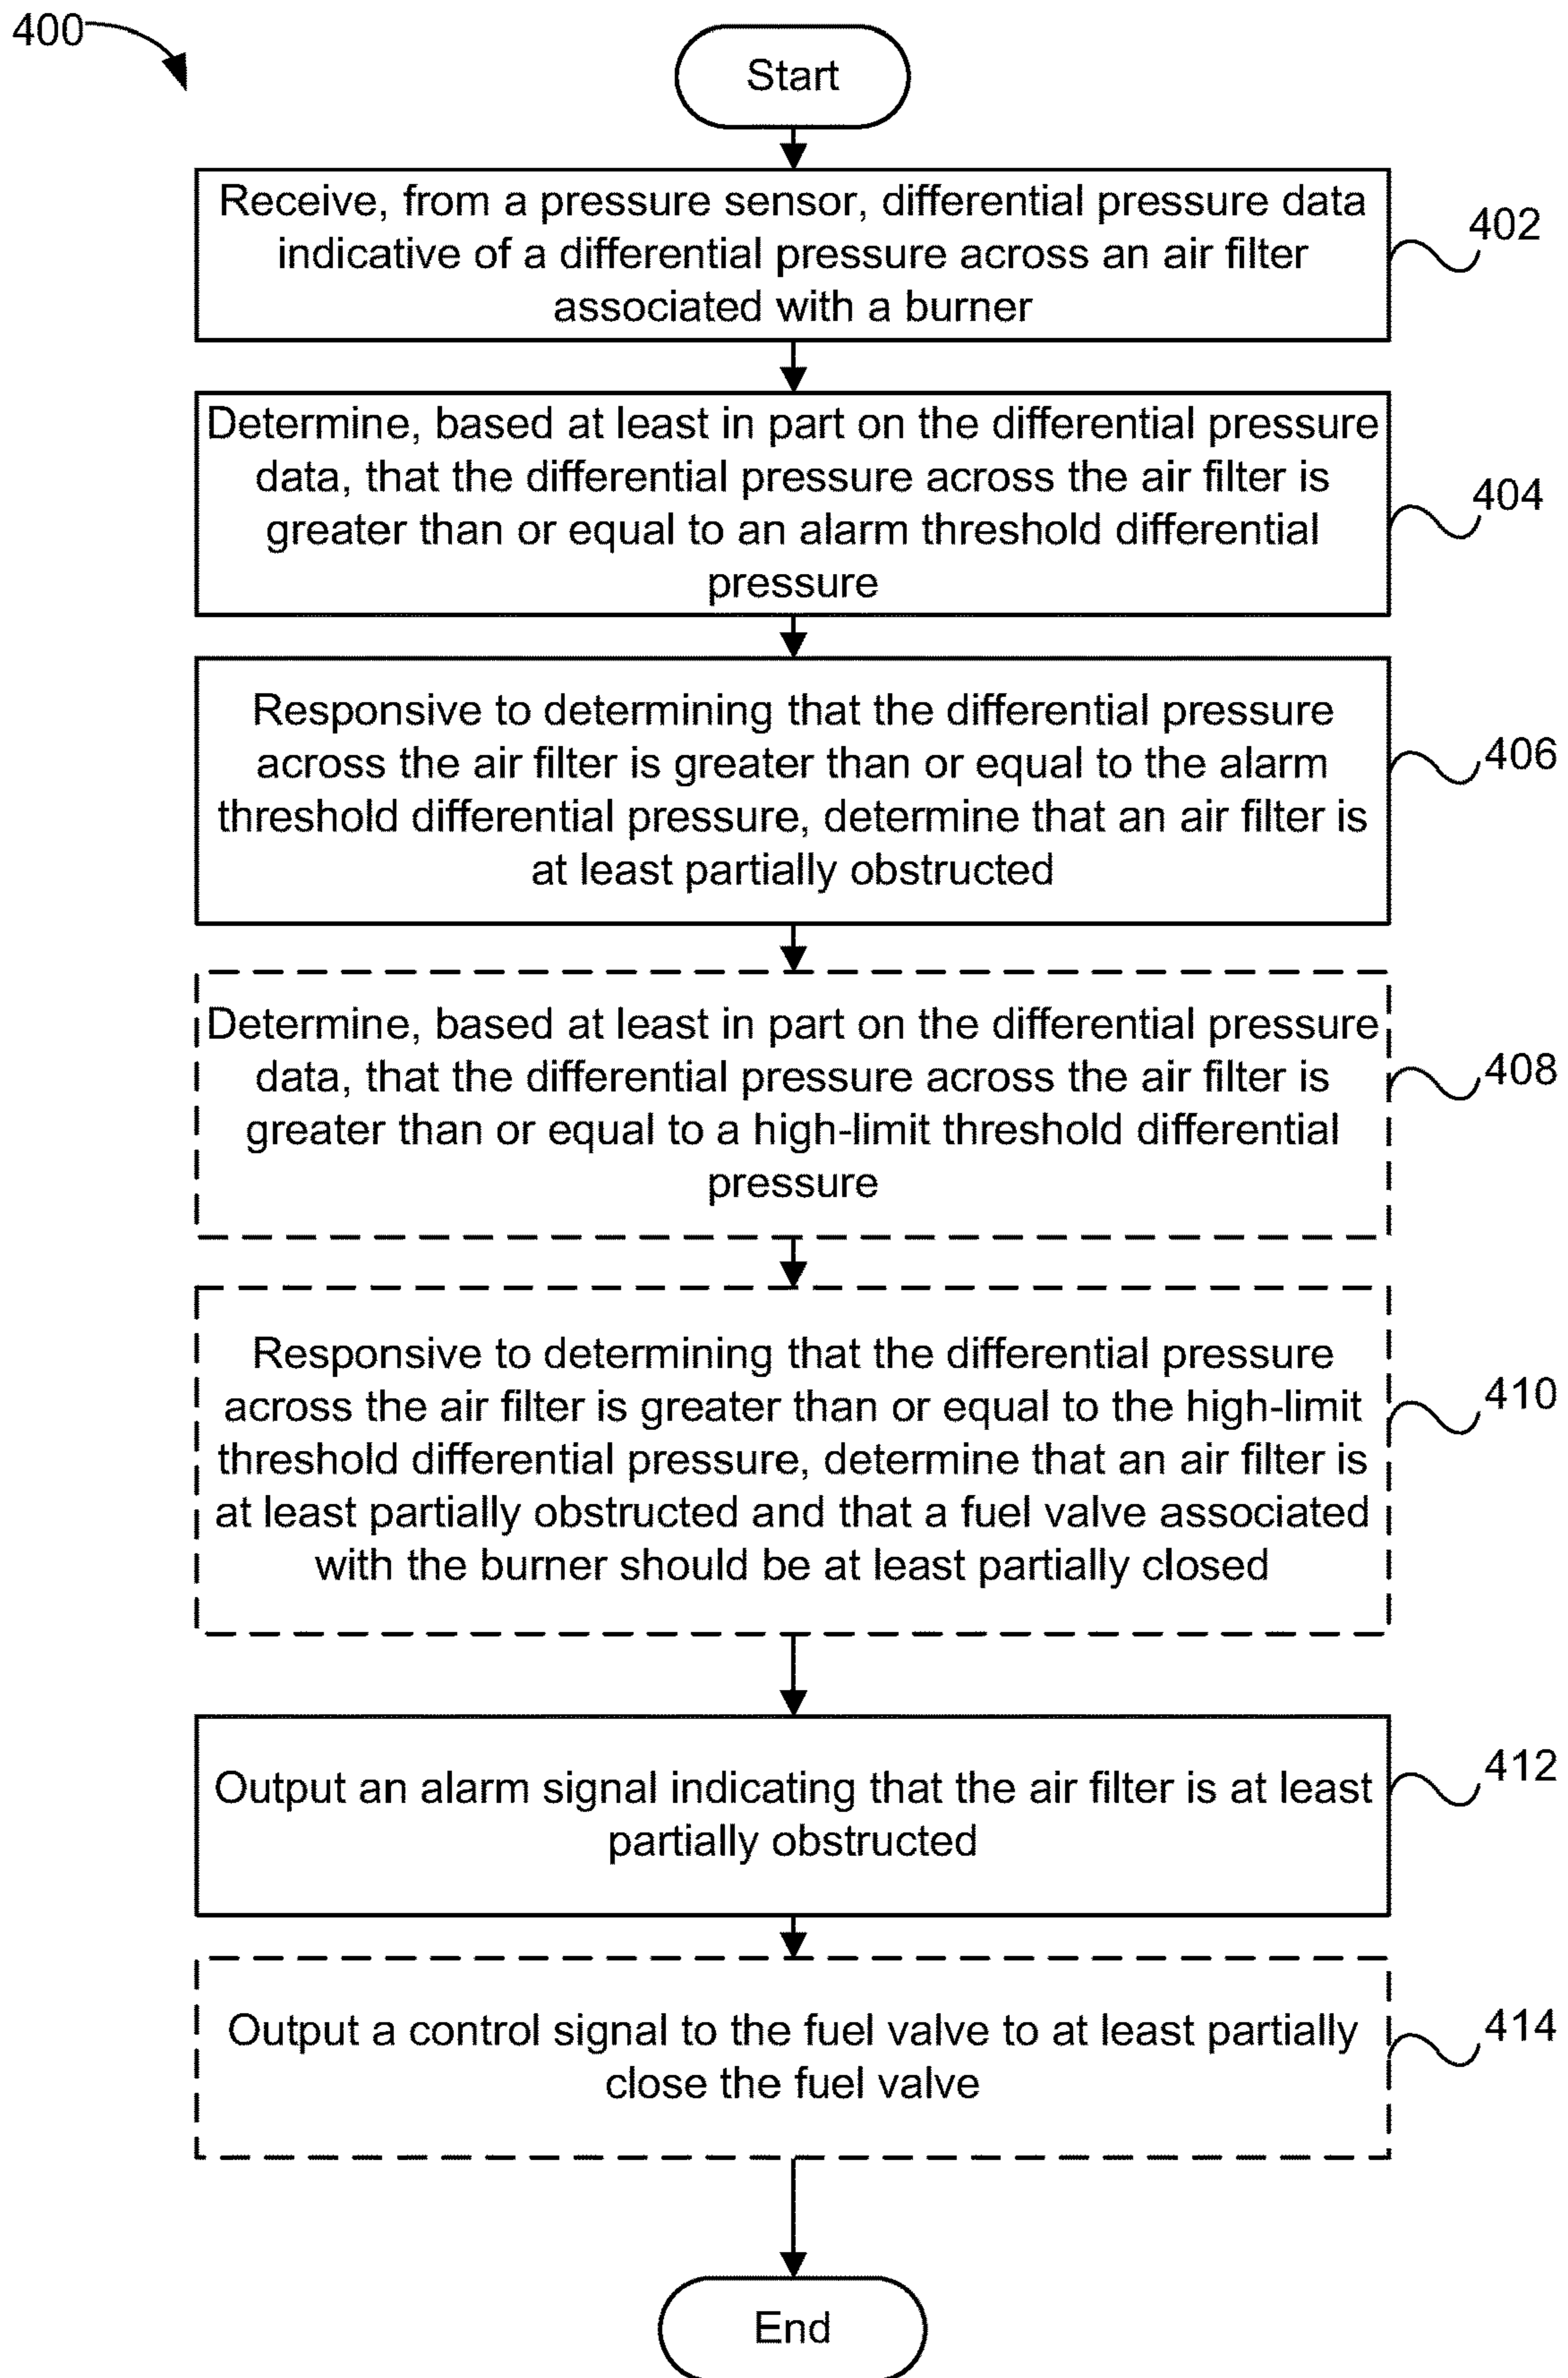 400
Start
Receive, from a pressure sensor, differential pressure data
indicative of a differential pressure across an air filter
associated with a burner
402
Determine, based at least in part on the differential pressure
data, that the differential pressure across the air filter is
greater than or equal to an alarm threshold differential
pressure
404
Responsive to determining that the differential pressure
across the air filter is greater than or equal to the alarm
threshold differential pressure, determine that an air filter is
at least partially obstructed
406
Determine, based at least in part on the differential pressure
data, that the differential pressure across the air filter is
greater than or equal to a high-limit threshold differential
pressure
408
Responsive to determining that the differential pressure
across the air filter is greater than or equal to the high-limit
threshold differential pressure, determine that an air filter is
at least partially obstructed and that a fuel valve associated
with the burner should be at least partially closed
410
Output an alarm signal indicating that the air filter is at least
partially obstructed
412
Output a control signal to the fuel valve to at least partially
close the fuel valve
414
End